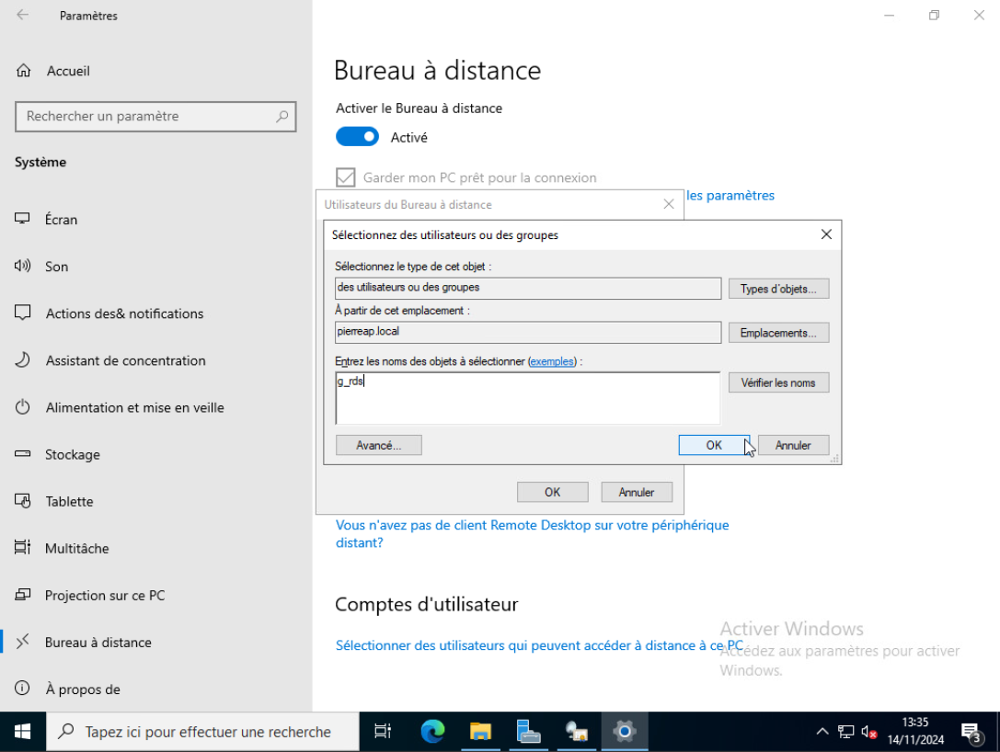 Paramètres
Accueil
Rechercher un paramètre
Système
Écran
Son
Actions des& notifications
Assistant de concentration
Alimentation et mise en veille
Stockage
Tablette
Multitâche
Projection sur ce PC
Bureau à distance
À propos de
Bureau à distance
Activer le Bureau à distance
Activé
Garder mon PC prêt pour la connexion
les paramètres
Utilisateurs du Bureau à distance
Sélectionnez des utilisateurs ou des groupes
Sélectionnez le type de cet objet :
des utilisateurs ou des groupes
Types d'objets...
À partir de cet emplacement :
pierreap.local
Emplacements...
Entrez les noms des objets à sélectionner (exemples) :
g_rds
Vérifier les noms
Avancé...
OK
Annuler
OK
Annuler
Vous n'avez pas de client Remote Desktop sur votre périphérique
distant?
Comptes d'utilisateur
Sélectionner des utilisateurs qui peuvent accéder à distance à ce PC
Activer Windows
Accédez aux paramètres pour activer
Windows.
Tapez ici pour effectuer une recherche
13:35
14/11/2024
3